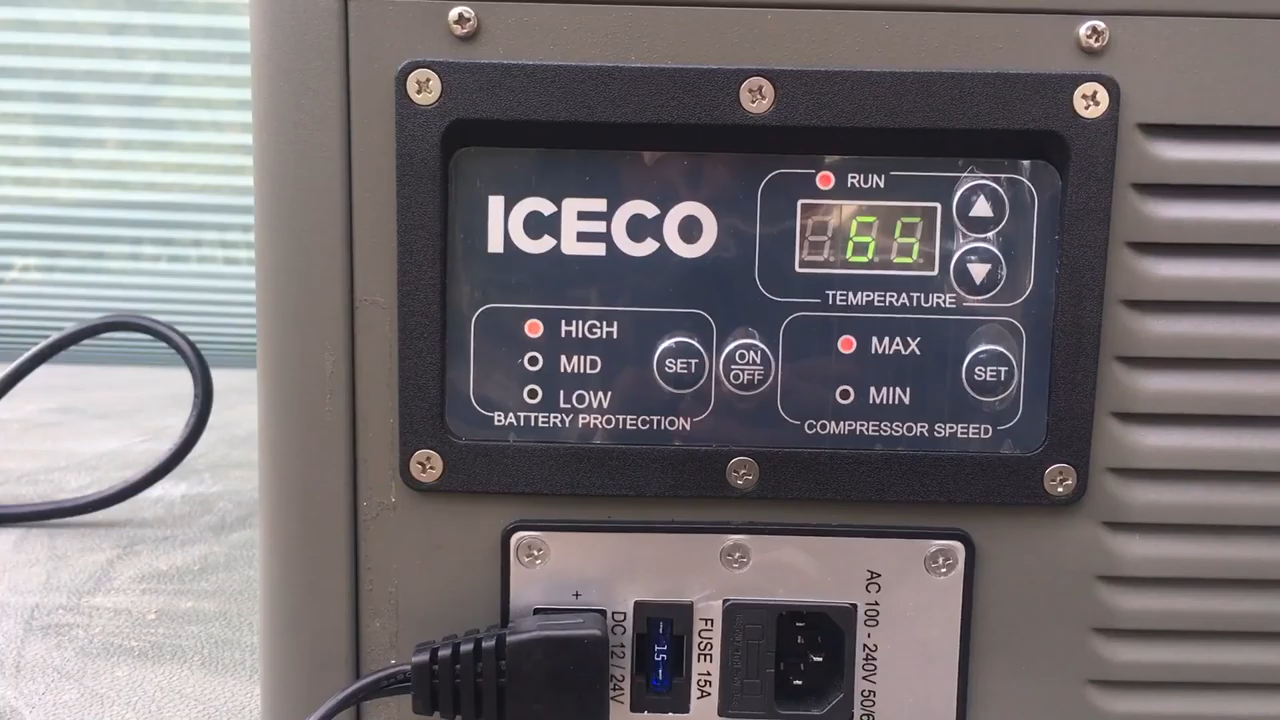 RUN
ICECO
65
TEMPERATURE
HIGH
MID
LOW
SET
ON
OFF
BATTERY PROTECTION
MAX
MIN
SET
COMPRESSOR SPEED
+
DC 12 / 24V
15
FUSE 15A
AC 100 - 240V 50/6